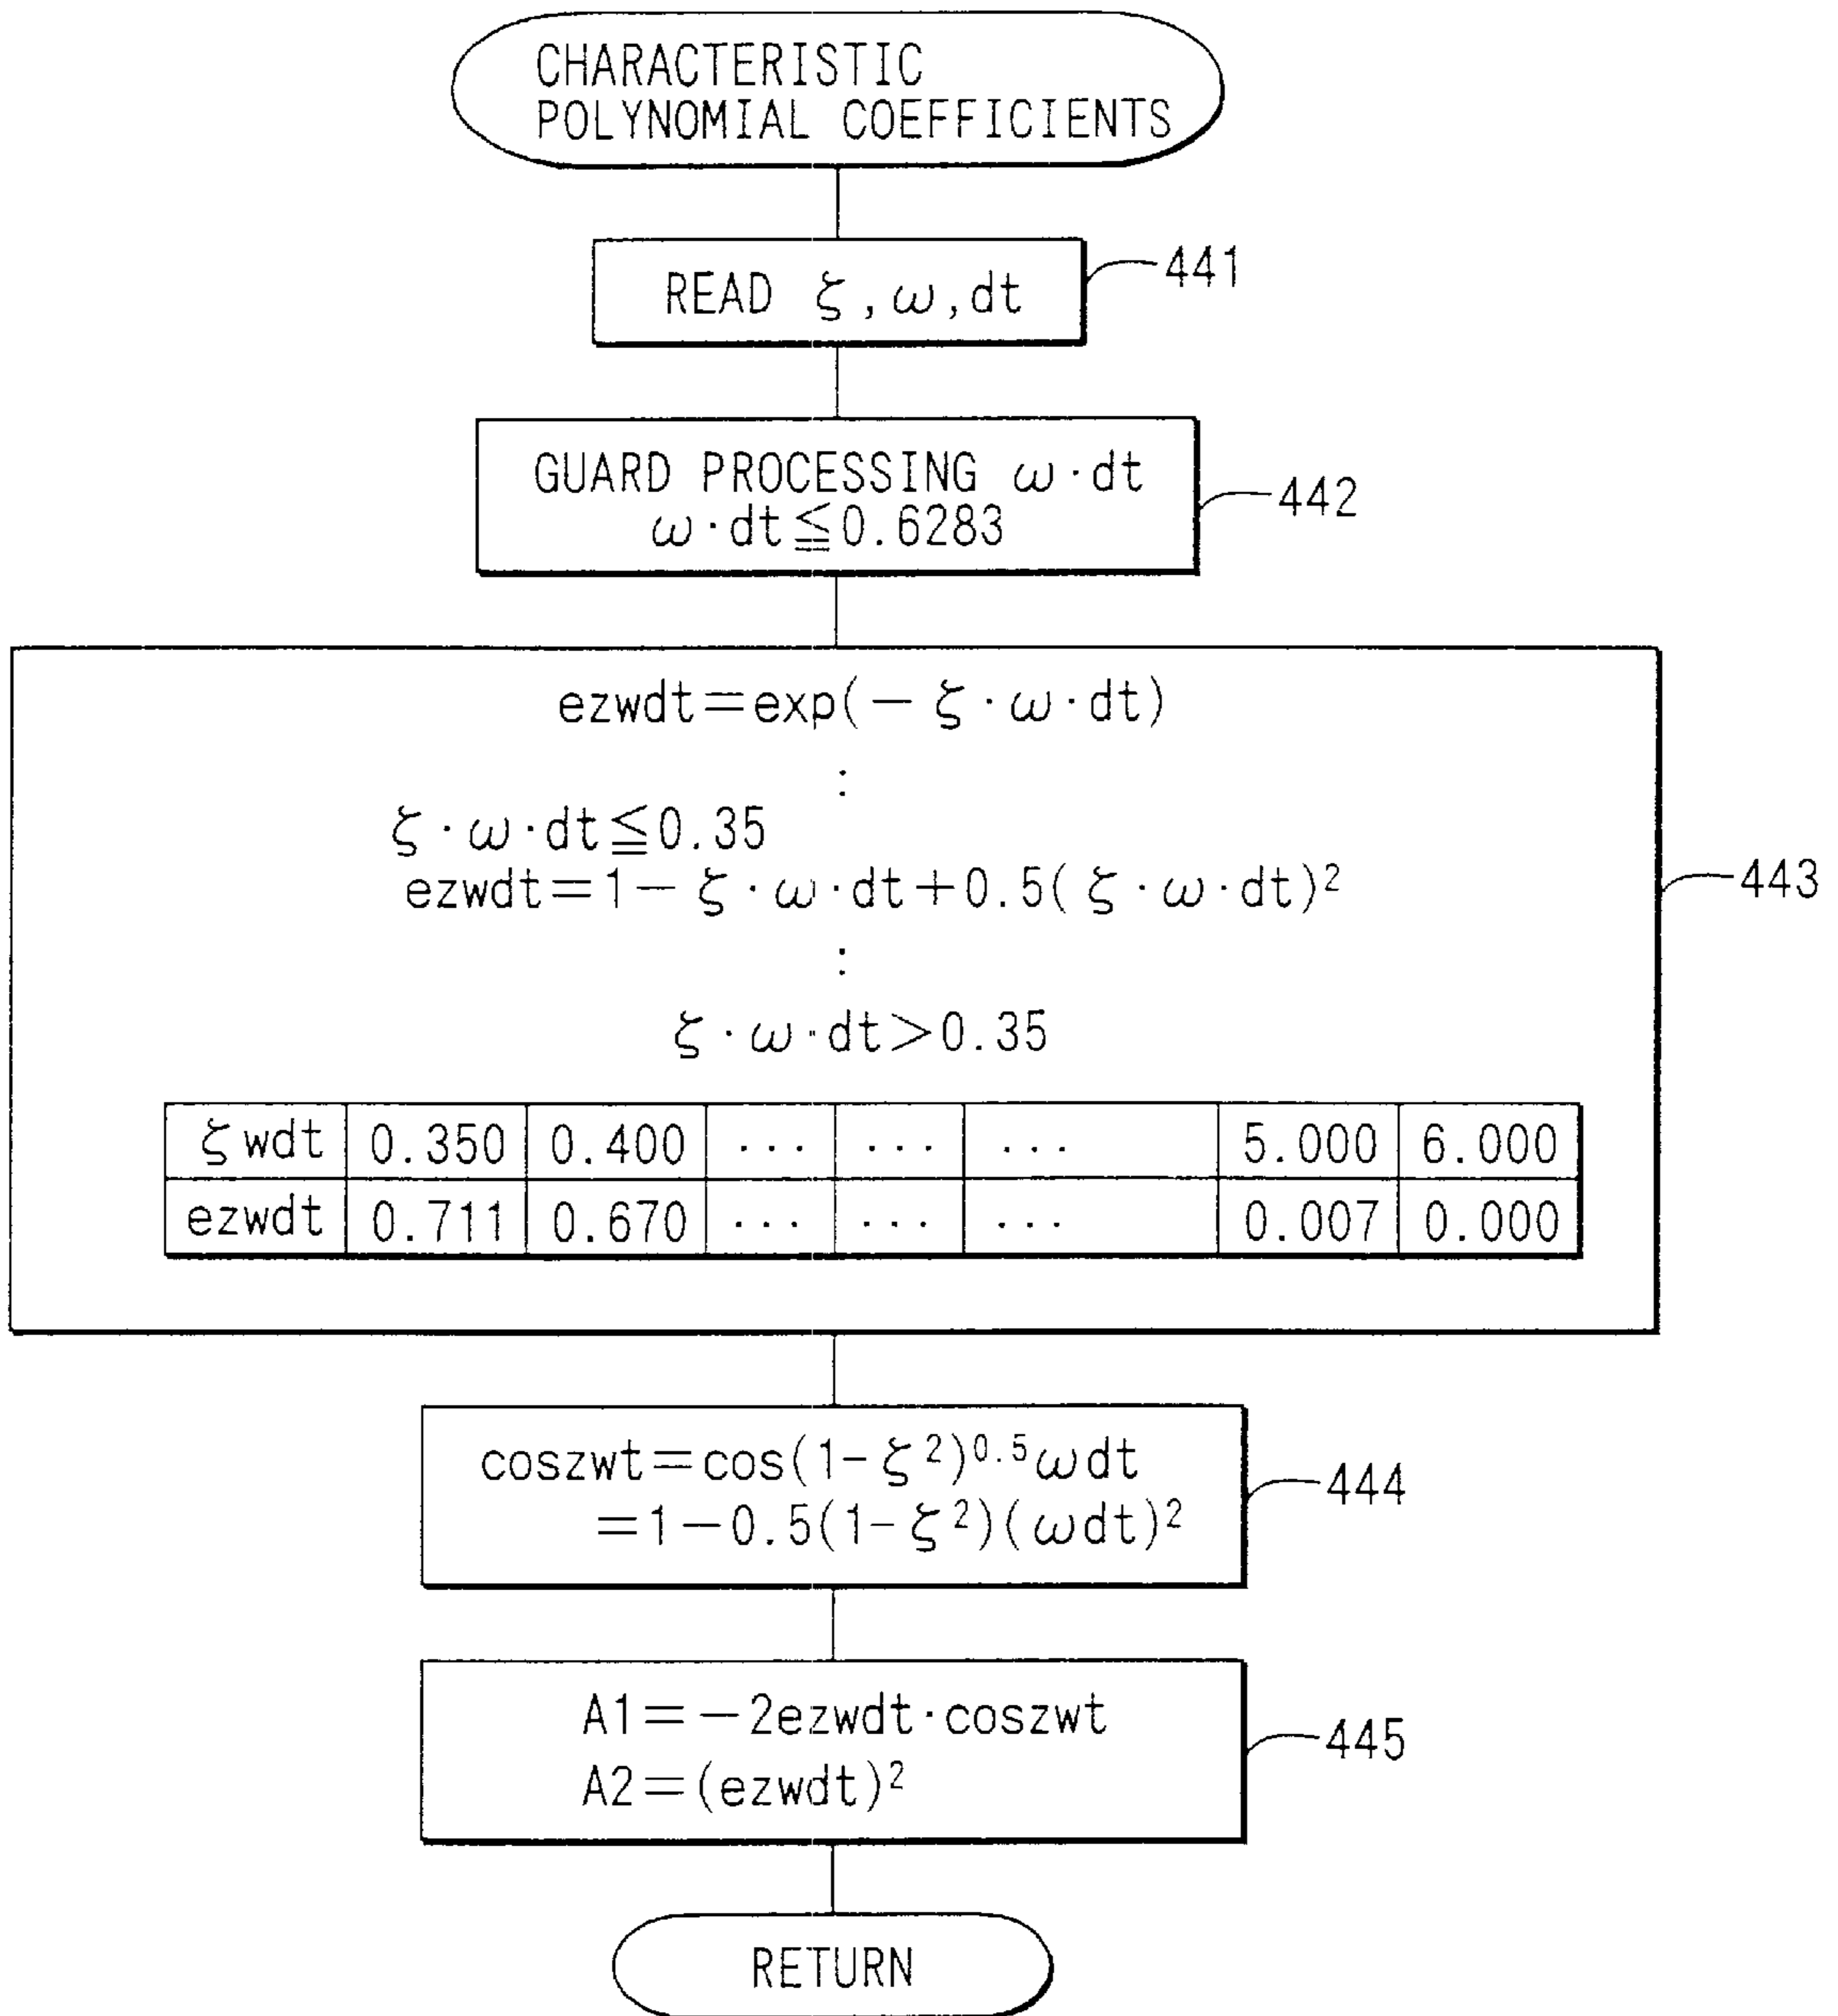 CHARACTERISTIC
POLYNOMIAL COEFFICIENTS
READ ζ, ω, dt
441
GUARD PROCESSING ω·dt
ω·dt≦0.6283
442
ezwdt=exp(-ζ·ω·dt)
:
ζ·ω·dt≦0.35
ezwdt=1-ζ·ω·dt+0.5(ζ·ω·dt)²
:
ζ·ω·dt>0.35
443
ζwdt 0.350 0.400 ... ... ... 5.000 6.000
ezwdt 0.711 0.670 ... ... ... 0.007 0.000
coszwt=cos(1-ζ²)⁰·⁵ωdt
=1-0.5(1-ζ²)(ωdt)²
444
A1=-2ezwdt·coszwt
A2=(ezwdt)²
445
RETURN